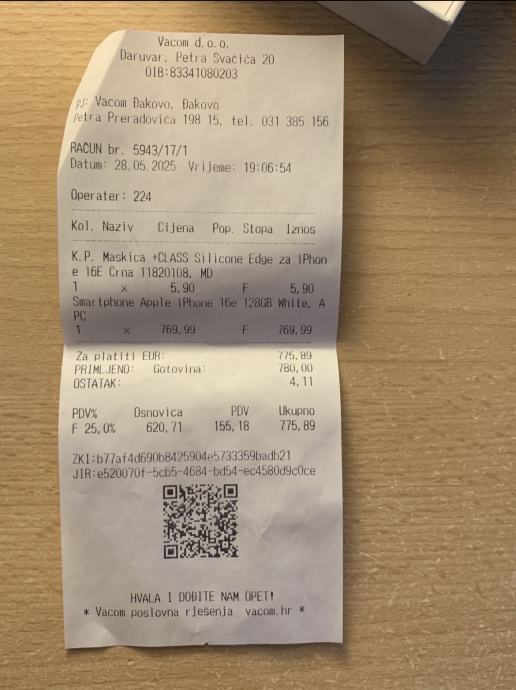 Vacom d.o.o.
Daruvar, Petra Svačića 20
OIB:83341080203
PJ: Vacom Đakovo, Đakovo
Petra Preradovića 198 15, tel. 031 385 156
RAČUN br. 5943/17/1
Datum: 28.05.2025 Vrijeme: 19:06:54
Operater: 224
Kol. Naziv Cijena Pop. Stopa Iznos
K.P. Maskica +CLASS Silicone Edge za iPhon
e 16E Crna 11820108, MD
1 x 5,90 F 5,90
Smartphone Apple iPhone 16e 128GB White, A
PC
1 x 769,99 F 769,99
Za platiti EUR: 775,89
PRIMLJENO: Gotovina: 780,00
OSTATAK: 4,11
PDV% Osnovica PDV Ukupno
F 25,0% 620,71 155,18 775,89
ZKI:b77af4d690b8425904e5733359badb21
JIR:e520070f-5cb5-4684-bd54-ec4580d9c0ce
HVALA I DOĐITE NAM OPET!
* Vacom poslovna rješenja vacom.hr *